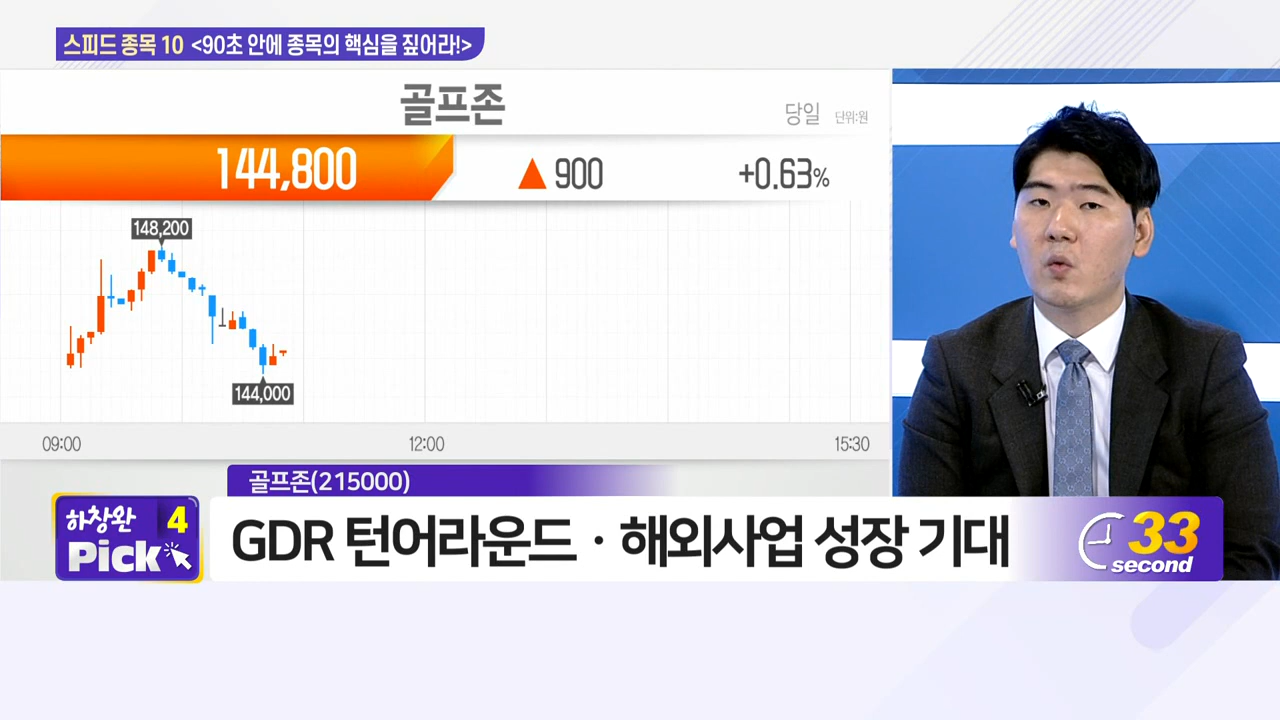 스피드 종목 10 <90초 안에 종목의 핵심을 짚어라!>
골프존
당일 단위:원
144,800 ▲ 900 +0.63%
148,200
144,000
09:00 12:00 15:30
골프존(215000)
하창완 4
Pick
GDR 턴어라운드 · 해외사업 성장 기대
33
second